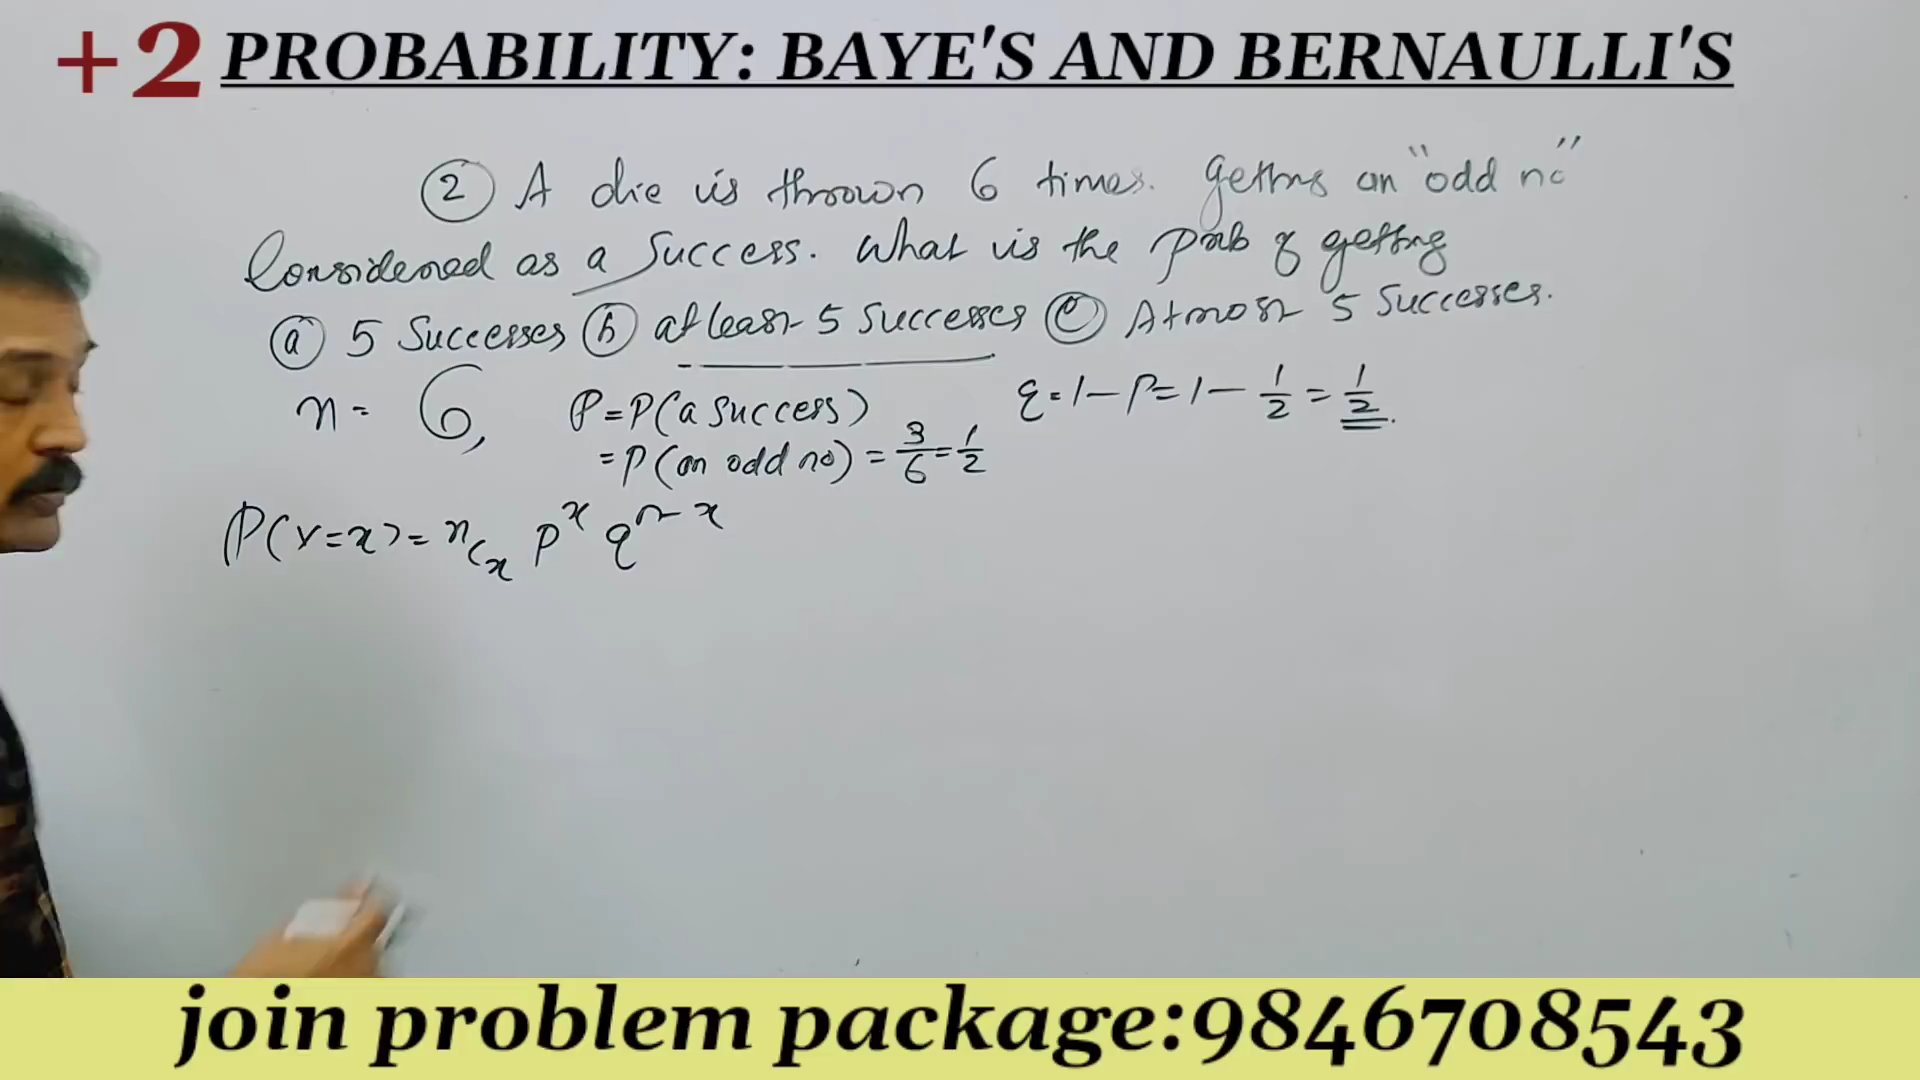 +2 PROBABILITY: BAYE'S AND BERNAULLI'S
② A die is thrown 6 times. Getting an "odd no"
Considered as a success. What is the prob of getting
ⓐ 5 Successes ⓑ at least 5 successes ⓒ Atmost 5 successes.
n = 6, P = P(a success) q = 1 - P = 1 - 1/2 = 1/2.
= P(an odd no) = 3/6 = 1/2
P(x=x) = nCx p^x q^n-x
join problem package:9846708543